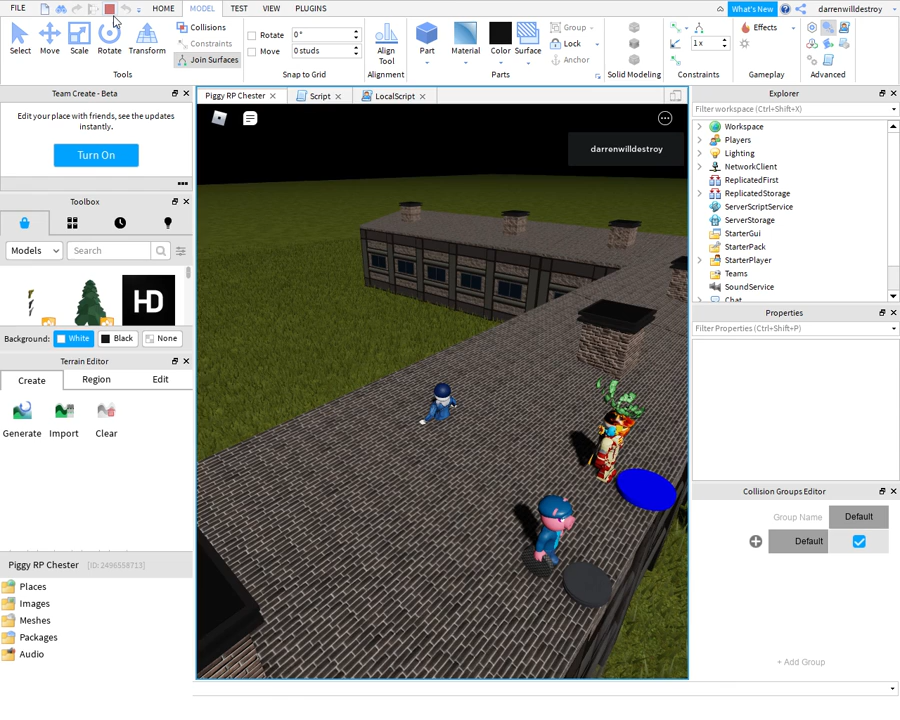 FILE HOME MODEL TEST VIEW PLUGINS What's New darrenwilldestroy
Select Move Scale Rotate Transform
Collisions
Constraints
Join Surfaces
Tools
Rotate 0°
Move 0 studs
Snap to Grid
Align Tool
Alignment
Part Material Color Surface
Group
Lock
Anchor
Parts
Solid Modeling
1 x
Constraints
Effects
Gameplay
Advanced
Team Create - Beta
Edit your place with friends, see the updates
instantly.
Turn On
Toolbox
Models Search
HD
Background: White Black None
Terrain Editor
Create Region Edit
Generate Import Clear
Piggy RP Chester [ID:2496558713]
Places
Images
Meshes
Packages
Audio
Piggy RP Chester Script LocalScript
darrenwilldestroy
Explorer
Filter workspace (Ctrl+Shift+X)
Workspace
Players
Lighting
NetworkClient
ReplicatedFirst
ReplicatedStorage
ServerScriptService
ServerStorage
StarterGui
StarterPack
StarterPlayer
Teams
SoundService
Chat
Properties
Filter Properties (Ctrl+Shift+P)
Collision Groups Editor
Group Name Default
Default
+ Add Group